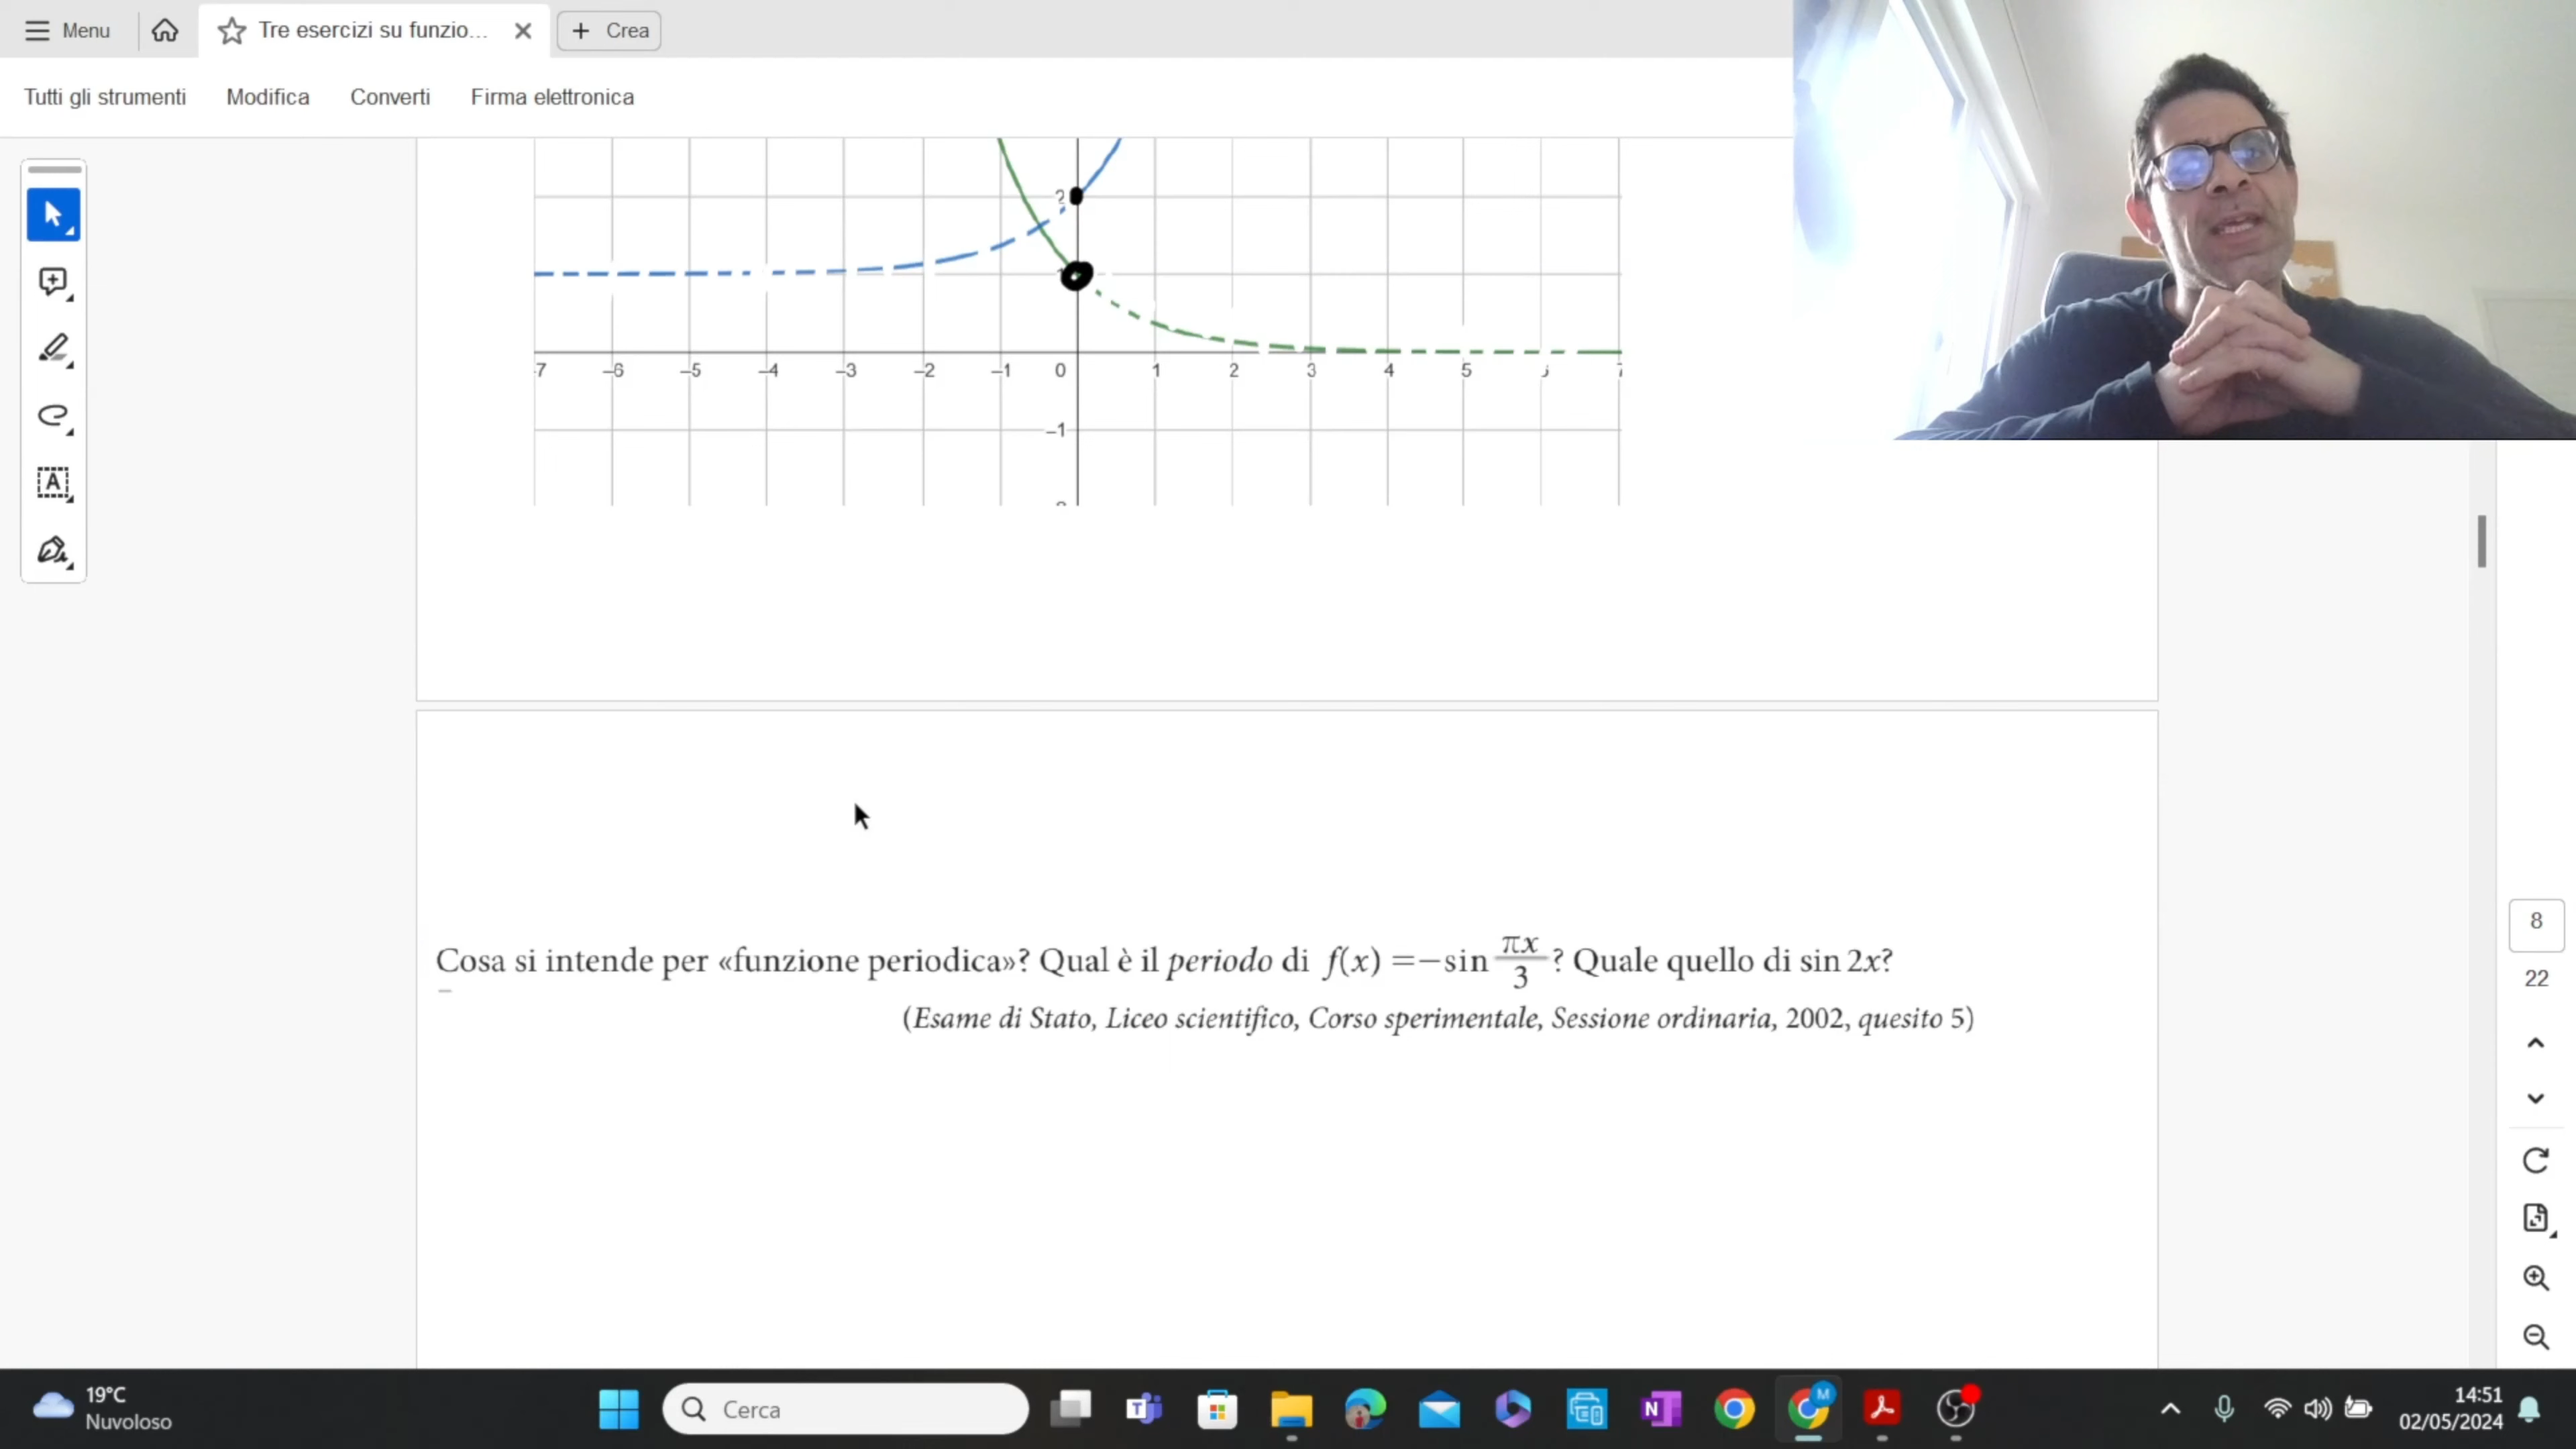 Menu
Tre esercizi su funzio...
Crea
Tutti gli strumenti
Modifica
Converti
Firma elettronica
2
-7 -6 -5 -4 -3 -2 -1 0 1 2 3 4 5
-1
Cosa si intende per «funzione periodica»? Qual è il periodo di f(x) =−sin πx/3 ? Quale quello di sin 2x?
(Esame di Stato, Liceo scientifico, Corso sperimentale, Sessione ordinaria, 2002, quesito 5)
8
22
19°C
Nuvoloso
Cerca
M
14:51
02/05/2024